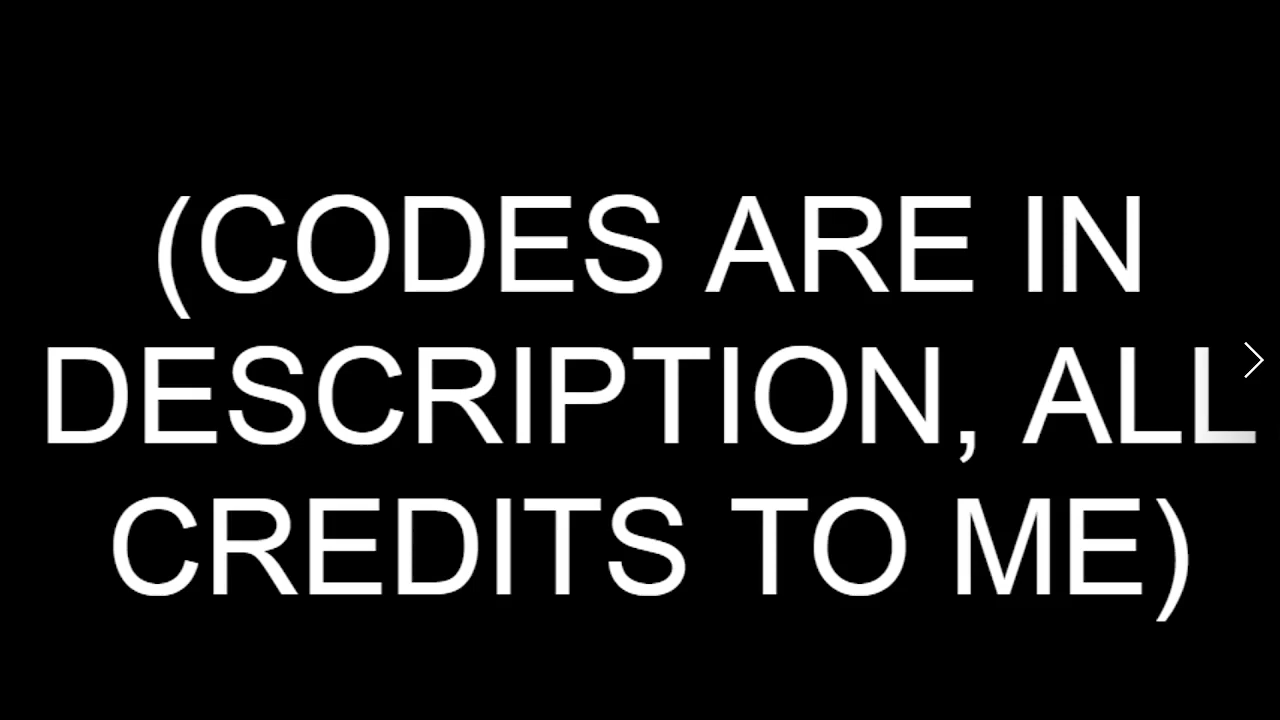 (CODES ARE IN
DESCRIPTION, ALL
CREDITS TO ME)